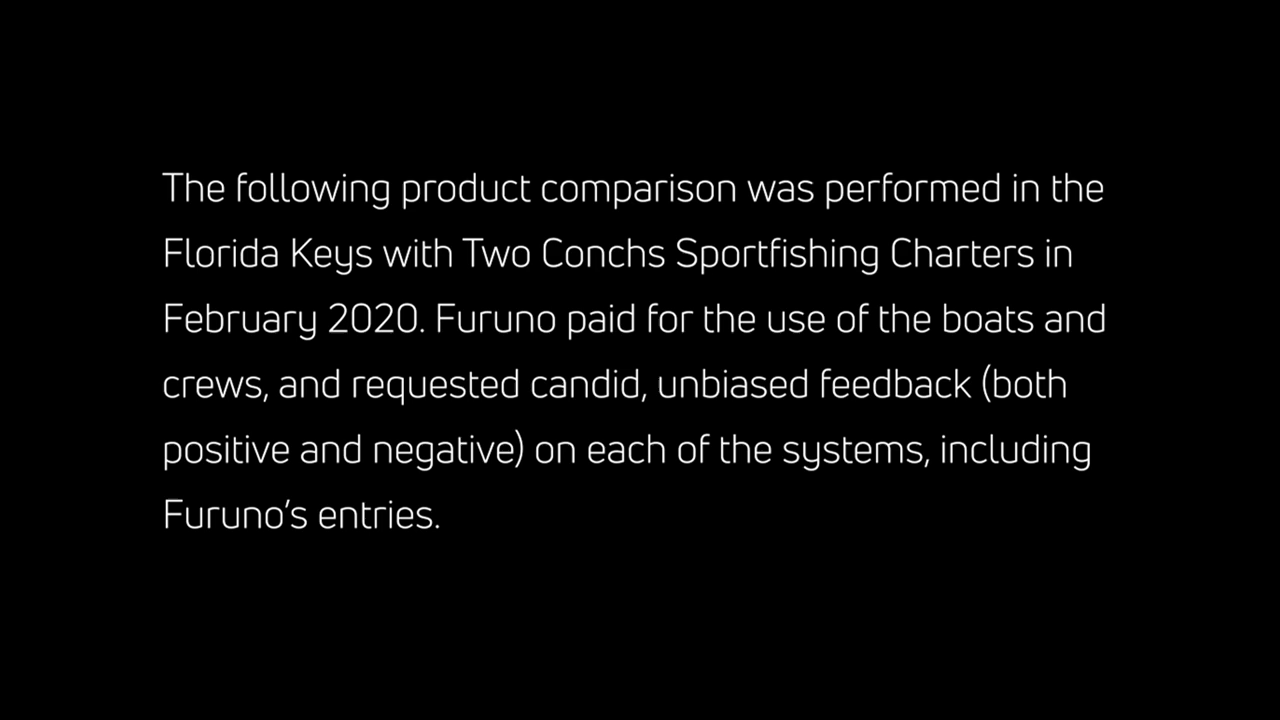 The following product comparison was performed in the
Florida Keys with Two Conchs Sportfishing Charters in
February 2020. Furuno paid for the use of the boats and
crews, and requested candid, unbiased feedback (both
positive and negative) on each of the systems, including
Furuno’s entries.